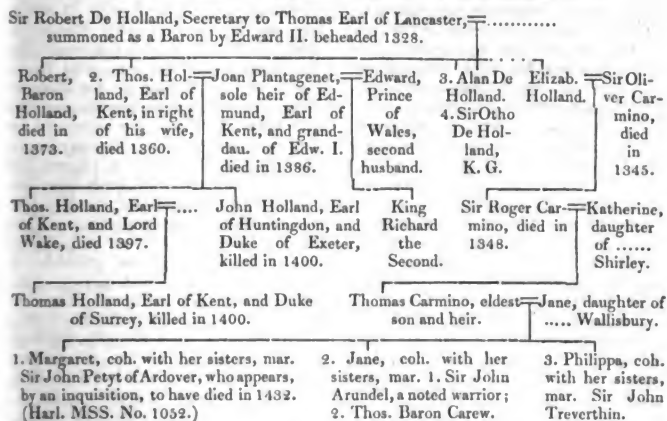 Sir Robert De Holland, Secretary to Thomas Earl of Lancaster,
summoned as a Baron by Edward II. beheaded 1328.
Robert,
Baron
Holland,
died in
1373.
2. Thos. Hol-
land, Earl of
Kent, in right
of his wife,
died 1360.
Joan Plantagenet,
sole heir of Ed-
mund, Earl of
Kent, and grand-
dau. of Edw. I.
died in 1386.
Edward,
Prince
of
Wales,
second
husband.
3. Alan De
Holland.
4. Sir Otho
De Hol-
land,
K. G.
Elizab.
Holland.
Sir Oli-
ver Car-
mino,
died
in
1345.
Thos. Holland, Earl
of Kent, and Lord
Wake, died 1397.
....
John Holland, Earl
of Huntingdon, and
Duke of Exeter,
killed in 1400.
King
Richard
the
Second.
Sir Roger Car-
mino, died in
1348.
Katherine,
daughter
of ......
Shirley.
Thomas Holland, Earl of Kent, and Duke
of Surrey, killed in 1400.
Thomas Carmino, eldest
son and heir.
Jane, daughter of
..... Wallisbury.
1. Margaret, coh. with her sisters, mar.
Sir John Petyt of Ardover, who appears,
by an inquisition, to have died in 1432.
(Harl. MSS. No. 1052.)
2. Jane, coh. with her
sisters, mar. 1. Sir John
Arundel, a noted warrior;
2. Thos. Baron Carew.
3. Philippa, coh.
with her sisters,
mar. Sir John
Treverthin.